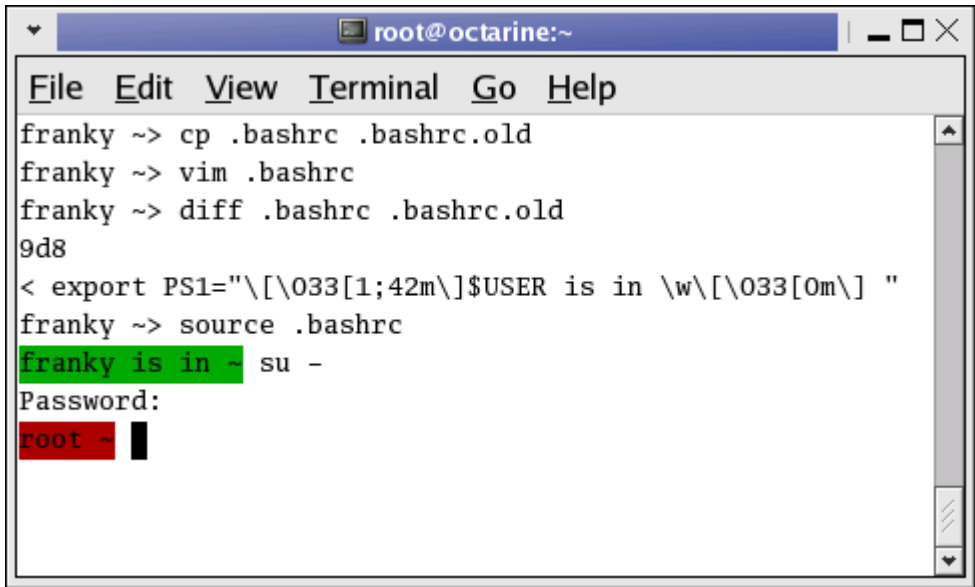 root@octarine:~
File Edit View Terminal Go Help
franky ~> cp .bashrc .bashrc.old
franky ~> vim .bashrc
franky ~> diff .bashrc .bashrc.old
9d8
< export PS1="\[\033[1;42m\]$USER is in \w\[\033[0m\] "
franky ~> source .bashrc
franky is in ~ su -
Password:
root ~